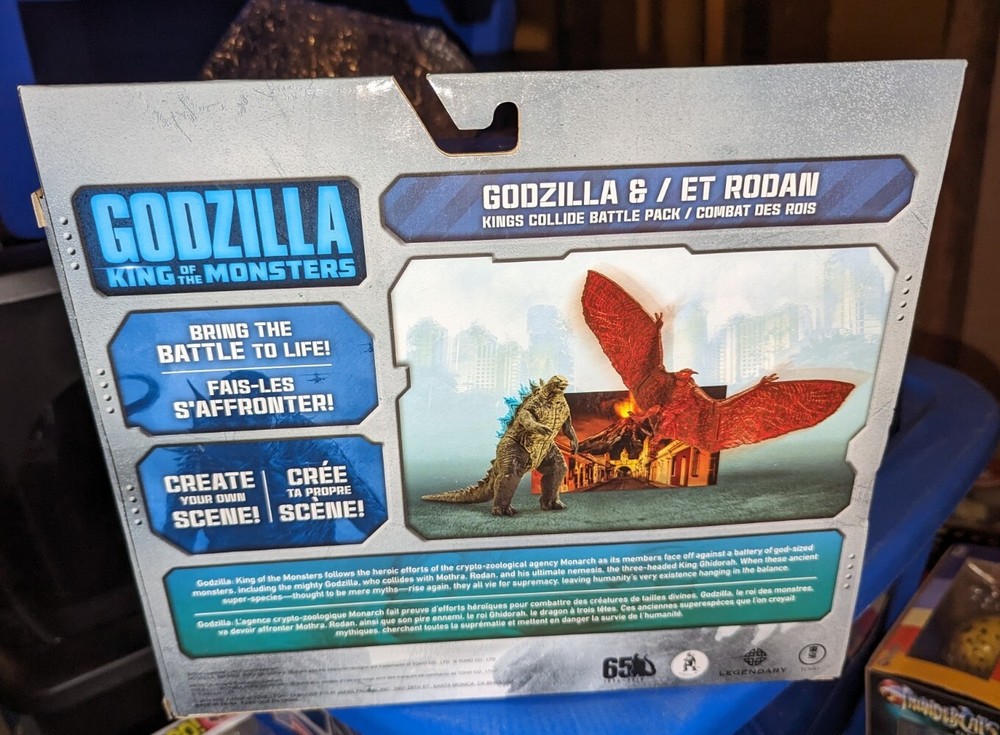 GODZILLA
KING OF THE MONSTERS
GODZILLA & / ET RODAN
KINGS COLLIDE BATTLE PACK / COMBAT DES ROIS
BRING THE
BATTLE TO LIFE!
FAIS-LES
S'AFFRONTER!
CREATE
YOUR OWN
SCENE!
CRÉE
TA PROPRE
SCÈNE!
Godzilla: King of the Monsters follows the heroic efforts of the crypto-zoological agency Monarch as its members face off against a battery of god-sized
monsters, including the mighty Godzilla, who collides with Mothra, Rodan, and his ultimate nemesis, the three-headed King Ghidorah. When these ancient
super-species—thought to be mere myths—rise again, they all vie for supremacy, leaving humanity's very existence hanging in the balance.
Godzilla: L'agence crypto-zoologique Monarch fait preuve d'efforts héroïques pour combattre des créatures de tailles divines. Godzilla, le roi des monstres,
va devoir affronter Mothra, Rodan, ainsi que son pire ennemi, le roi Ghidorah, le dragon à trois têtes. Ces anciennes superespèces que l'on croyait
mythiques, cherchent toutes la suprématie et mettent en danger la survie de l'humanité.
65
LEGENDARY
THUNDERCATS